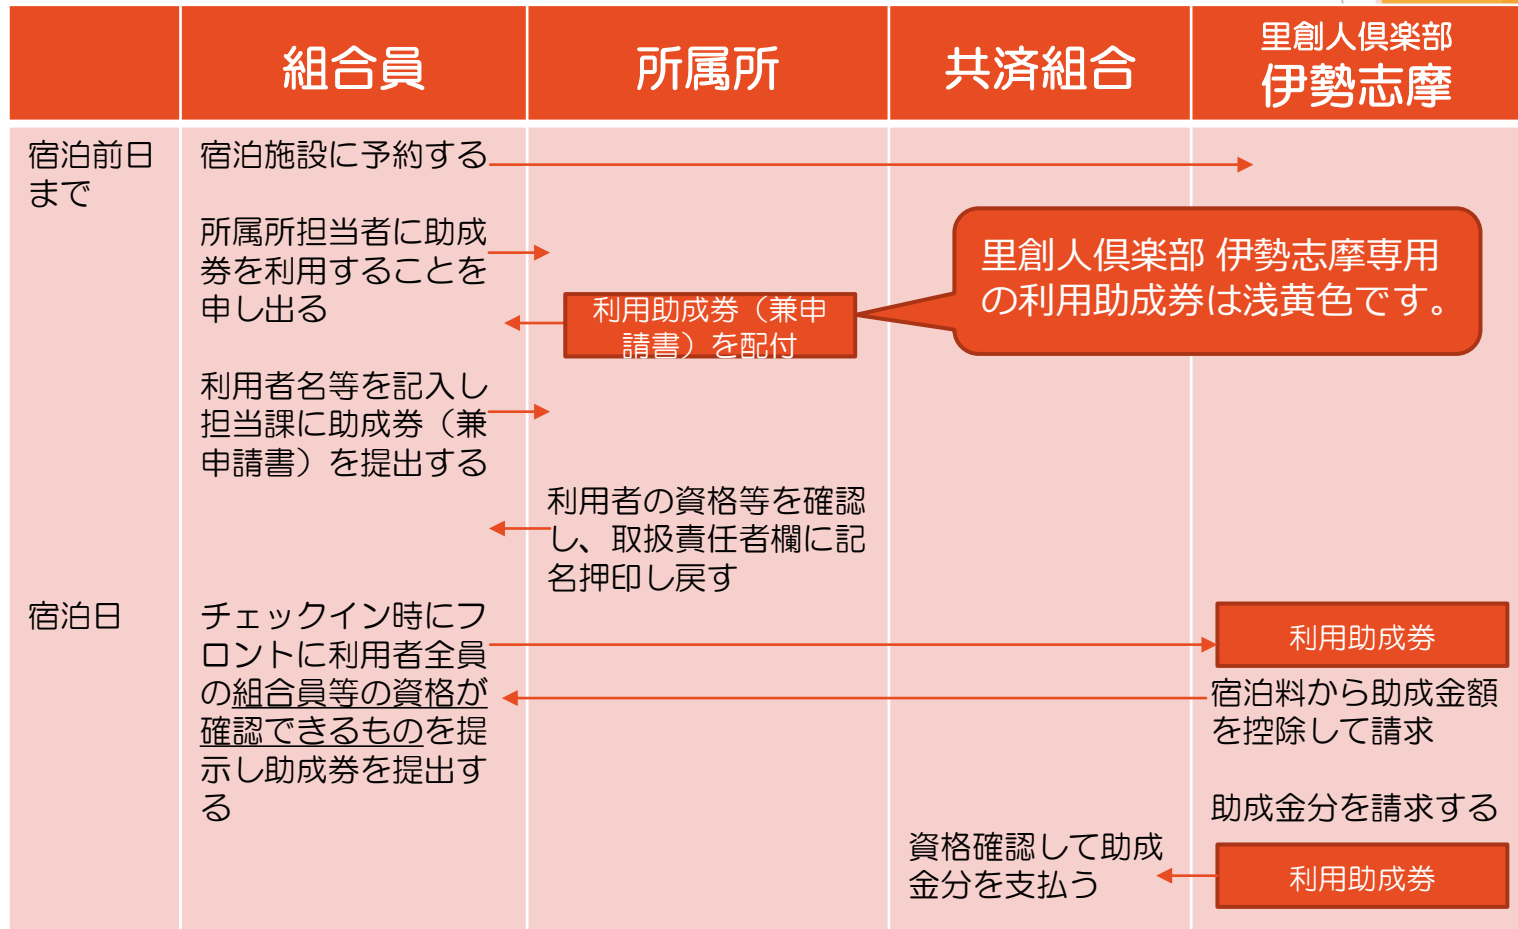 組合員
所属所
共済組合
里創人倶楽部
伊勢志摩
宿泊前日
まで
宿泊施設に予約する
所属所担当者に助成
券を利用することを
申し出る
利用助成券（兼申
請書）を配付
里創人倶楽部 伊勢志摩専用
の利用助成券は浅黄色です。
利用者名等を記入し
担当課に助成券（兼
申請書）を提出する
利用者の資格等を確認
し、取扱責任者欄に記
名押印し戻す
宿泊日
チェックイン時にフ
ロントに利用者全員
の組合員等の資格が
確認できるものを提
示し助成券を提出す
る
利用助成券
宿泊料から助成金額
を控除して請求
助成金分を請求する
資格確認して助成
金分を支払う
利用助成券